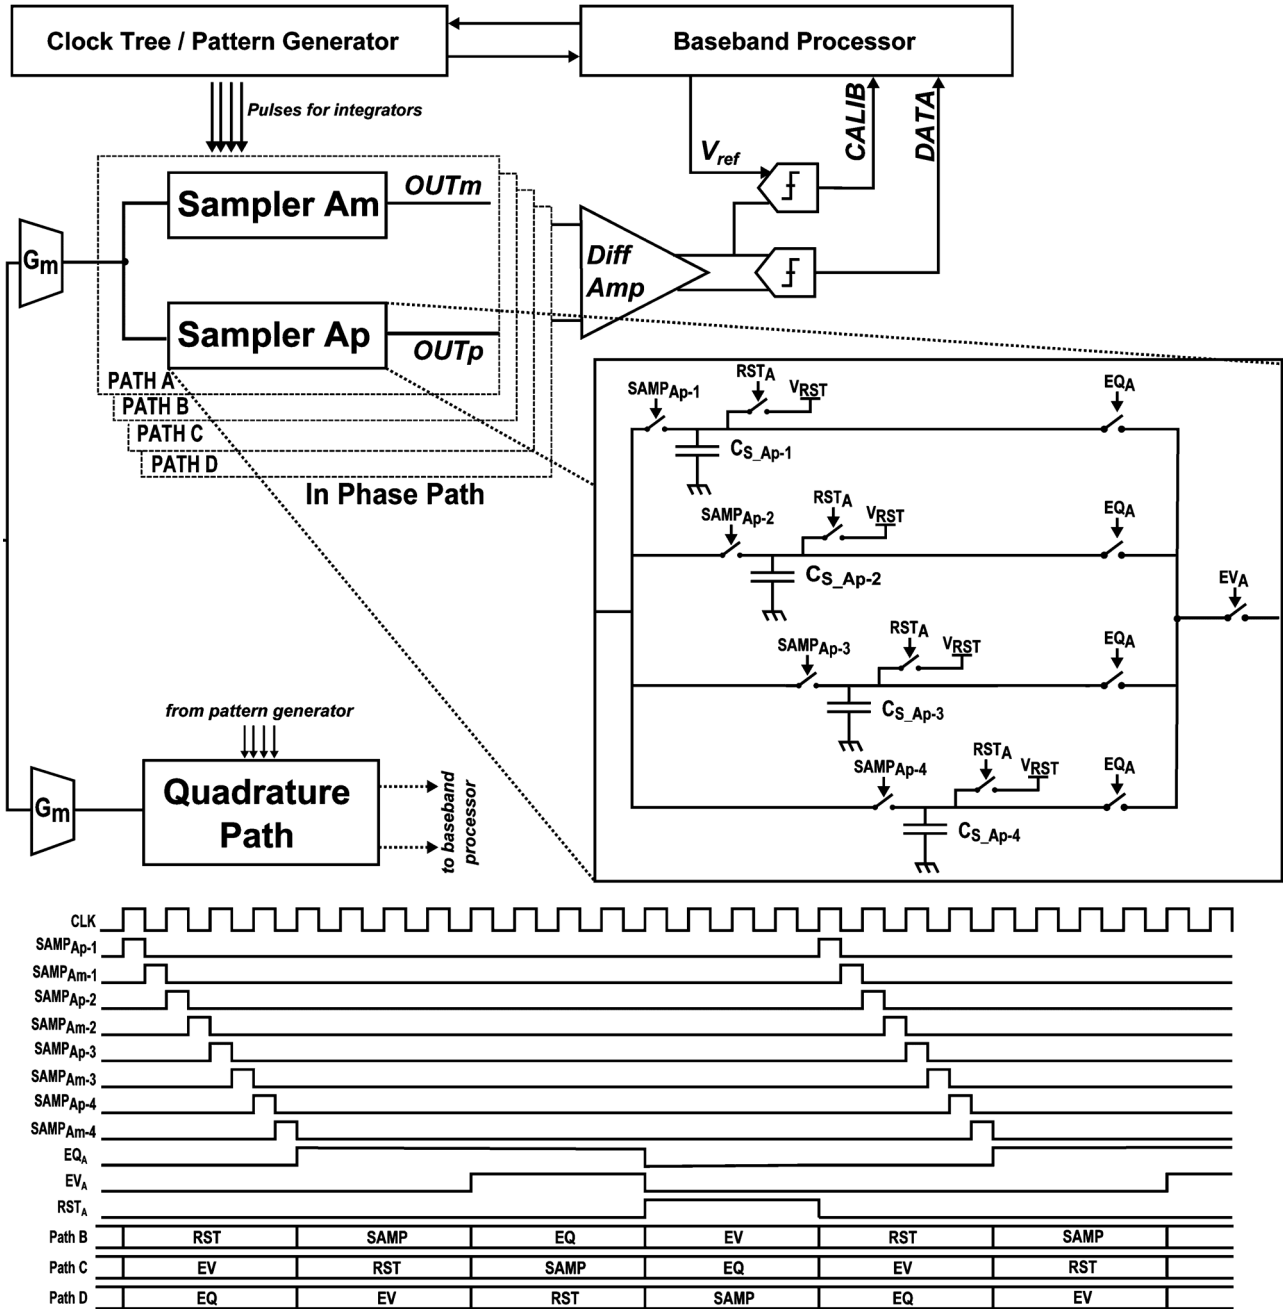 Clock Tree / Pattern Generator
Baseband Processor
Pulses for integrators
Vref
CALIB
DATA
Sampler Am
OUTm
Gm
Diff
Amp
Sampler Ap
OUTp
PATH A
PATH B
PATH C
PATH D
In Phase Path
SAMPAp-1
RSTA
VRST
EQA
CS_Ap-1
SAMPAp-2
RSTA
VRST
EQA
CS_Ap-2
EVA
SAMPAp-3
RSTA
VRST
EQA
CS_Ap-3
SAMPAp-4
RSTA
VRST
EQA
CS_Ap-4
from pattern generator
Gm
Quadrature
Path
to baseband
processor
CLK
SAMPAp-1
SAMPAm-1
SAMPAp-2
SAMPAm-2
SAMPAp-3
SAMPAm-3
SAMPAp-4
SAMPAm-4
EQA
EVA
RSTA
Path B RST SAMP EQ EV RST SAMP
Path C EV RST SAMP EQ EV RST
Path D EQ EV RST SAMP EQ EV